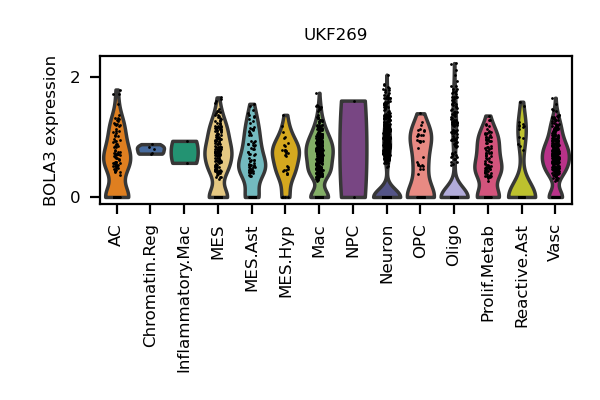 UKF269
BOLA3 expression
2
0
AC
Chromatin.Reg
Inflammatory.Mac
MES
MES.Ast
MES.Hyp
Mac
NPC
Neuron
OPC
Oligo
Prolif.Metab
Reactive.Ast
Vasc